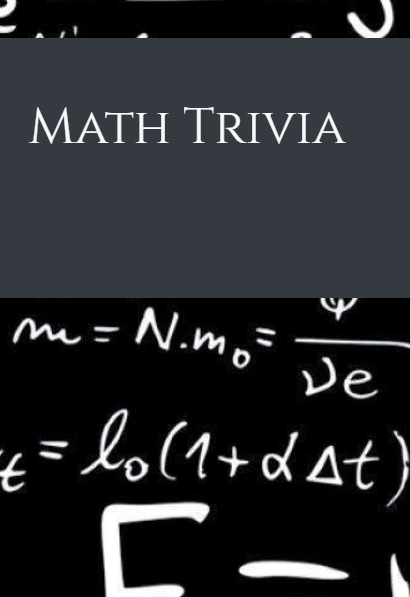 Math Trivia
m = N.m₀ =
νe
= l₀(1+αΔt)